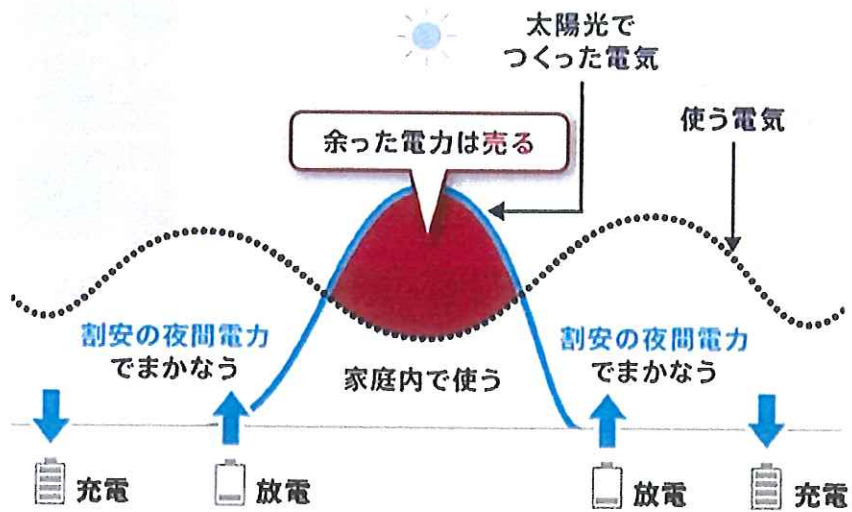 太陽光で
つくった電気
使う電気
余った電力は売る
割安の夜間電力
でまかなう
家庭内で使う
割安の夜間電力
でまかなう
充電
放電
放電
充電